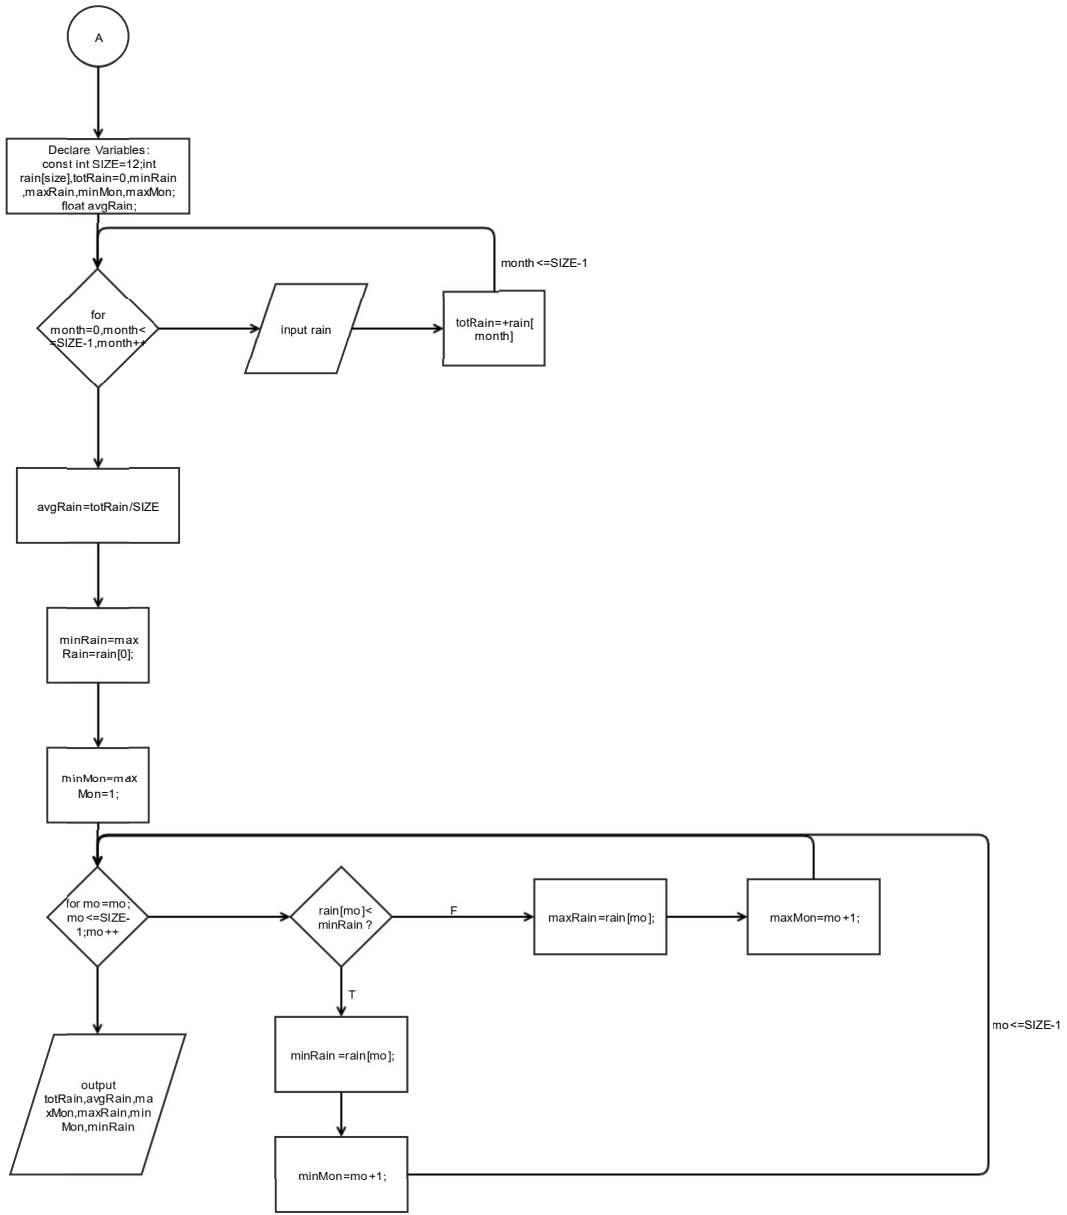 A
Declare Variables:
const int SIZE=12;int
rain[size],totRain=0,minRain
,maxRain,minMon,maxMon;
float avgRain;
month<=SIZE-1
for
month=0,month<
=SIZE-1,month++
input rain
totRain=+rain[
month]
avgRain=totRain/SIZE
minRain=max
Rain=rain[0];
minMon=max
Mon=1;
for mo=mo;
mo<=SIZE-
1;mo++
rain[mo]<
minRain?
F
maxRain=rain[mo];
maxMon=mo+1;
T
mo<=SIZE-1
minRain=rain[mo];
output
totRain,avgRain,ma
xMon,maxRain,min
Mon,minRain
minMon=mo+1;